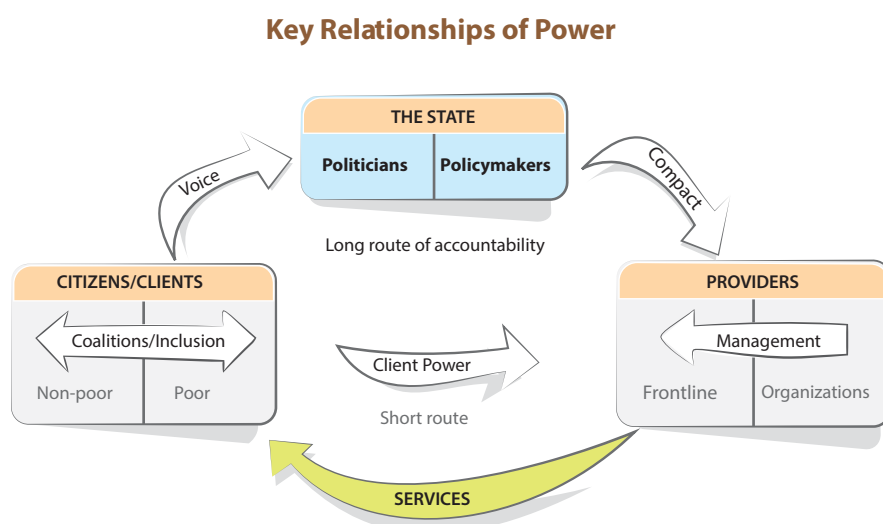 Key Relationships of Power
THE STATE
Politicians
Policymakers
Voice
Compact
Long route of accountability
CITIZENS/CLIENTS
Coalitions/Inclusion
Non-poor
Poor
Client Power
Short route
PROVIDERS
Management
Frontline
Organizations
SERVICES